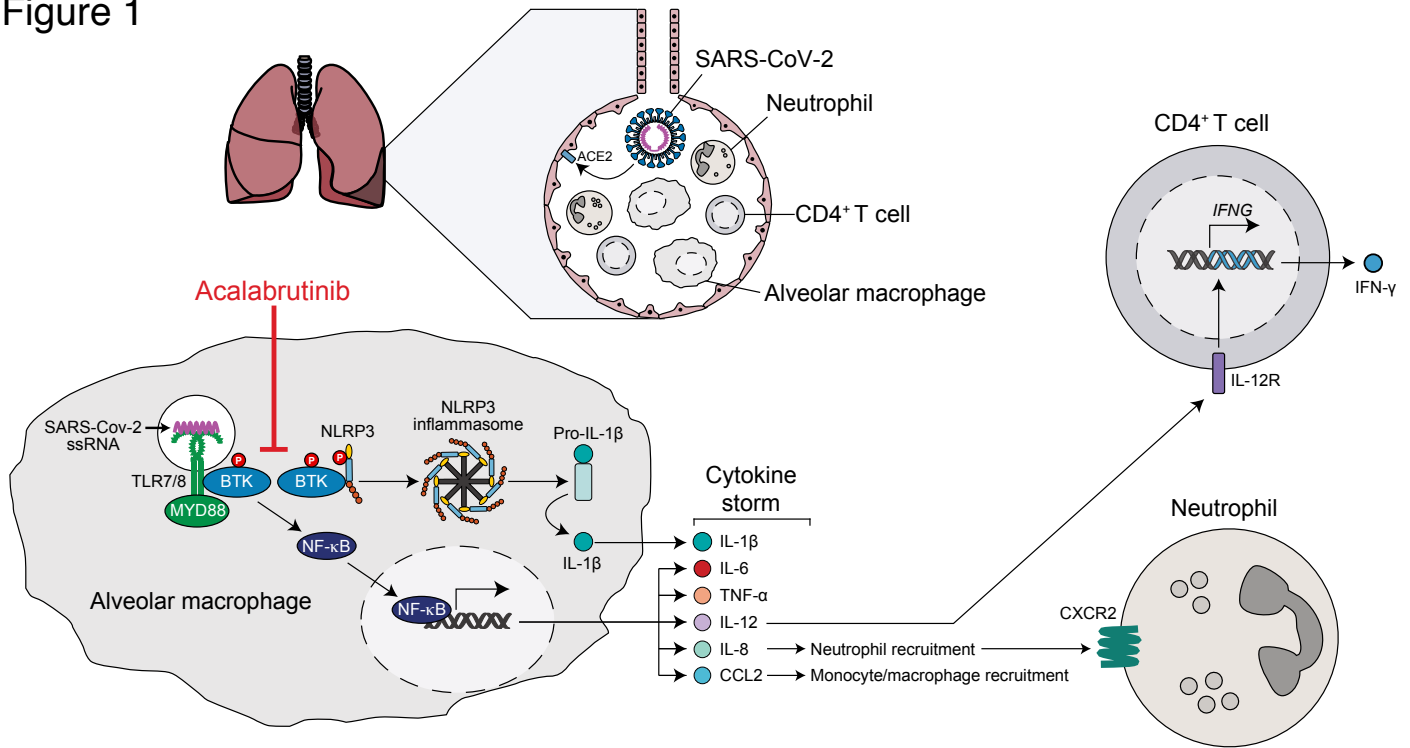 Figure 1
SARS-CoV-2
Neutrophil
ACE2
CD4+ T cell
Alveolar macrophage
CD4+ T cell
IFNG
IFN-γ
IL-12R
Acalabrutinib
SARS-Cov-2
ssRNA
TLR7/8
MYD88
P
BTK
P
BTK
P
NLRP3
NLRP3
inflammasome
Pro-IL-1β
IL-1β
NF-κB
NF-κB
Alveolar macrophage
Cytokine
storm
IL-1β
IL-6
TNF-α
IL-12
IL-8
Neutrophil recruitment
CCL2
Monocyte/macrophage recruitment
Neutrophil
CXCR2